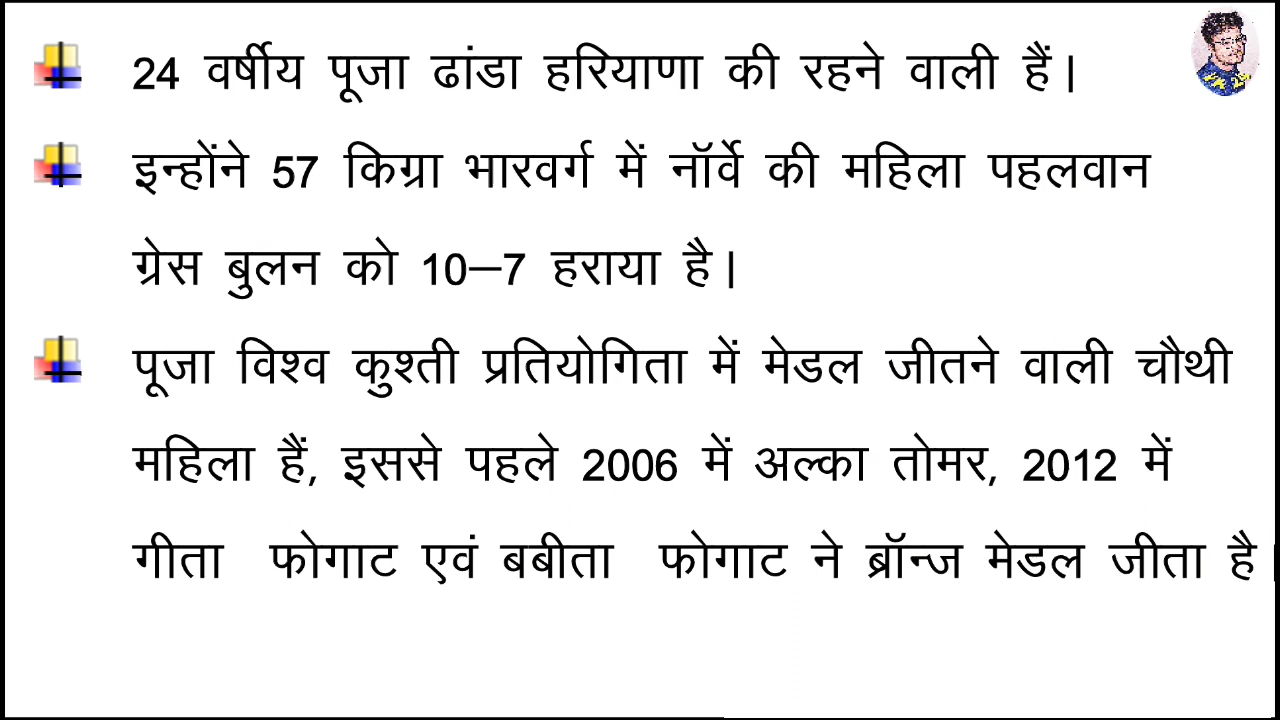 24 वर्षीय पूजा ढांडा हरियाणा की रहने वाली हैं।
इन्होंने 57 किग्रा भारवर्ग में नॉर्वे की महिला पहलवान
ग्रेस बुलन को 10–7 हराया है।
पूजा विश्व कुश्ती प्रतियोगिता में मेडल जीतने वाली चौथी
महिला हैं, इससे पहले 2006 में अल्का तोमर, 2012 में
गीता फोगाट एवं बबीता फोगाट ने ब्रॉन्ज मेडल जीता है